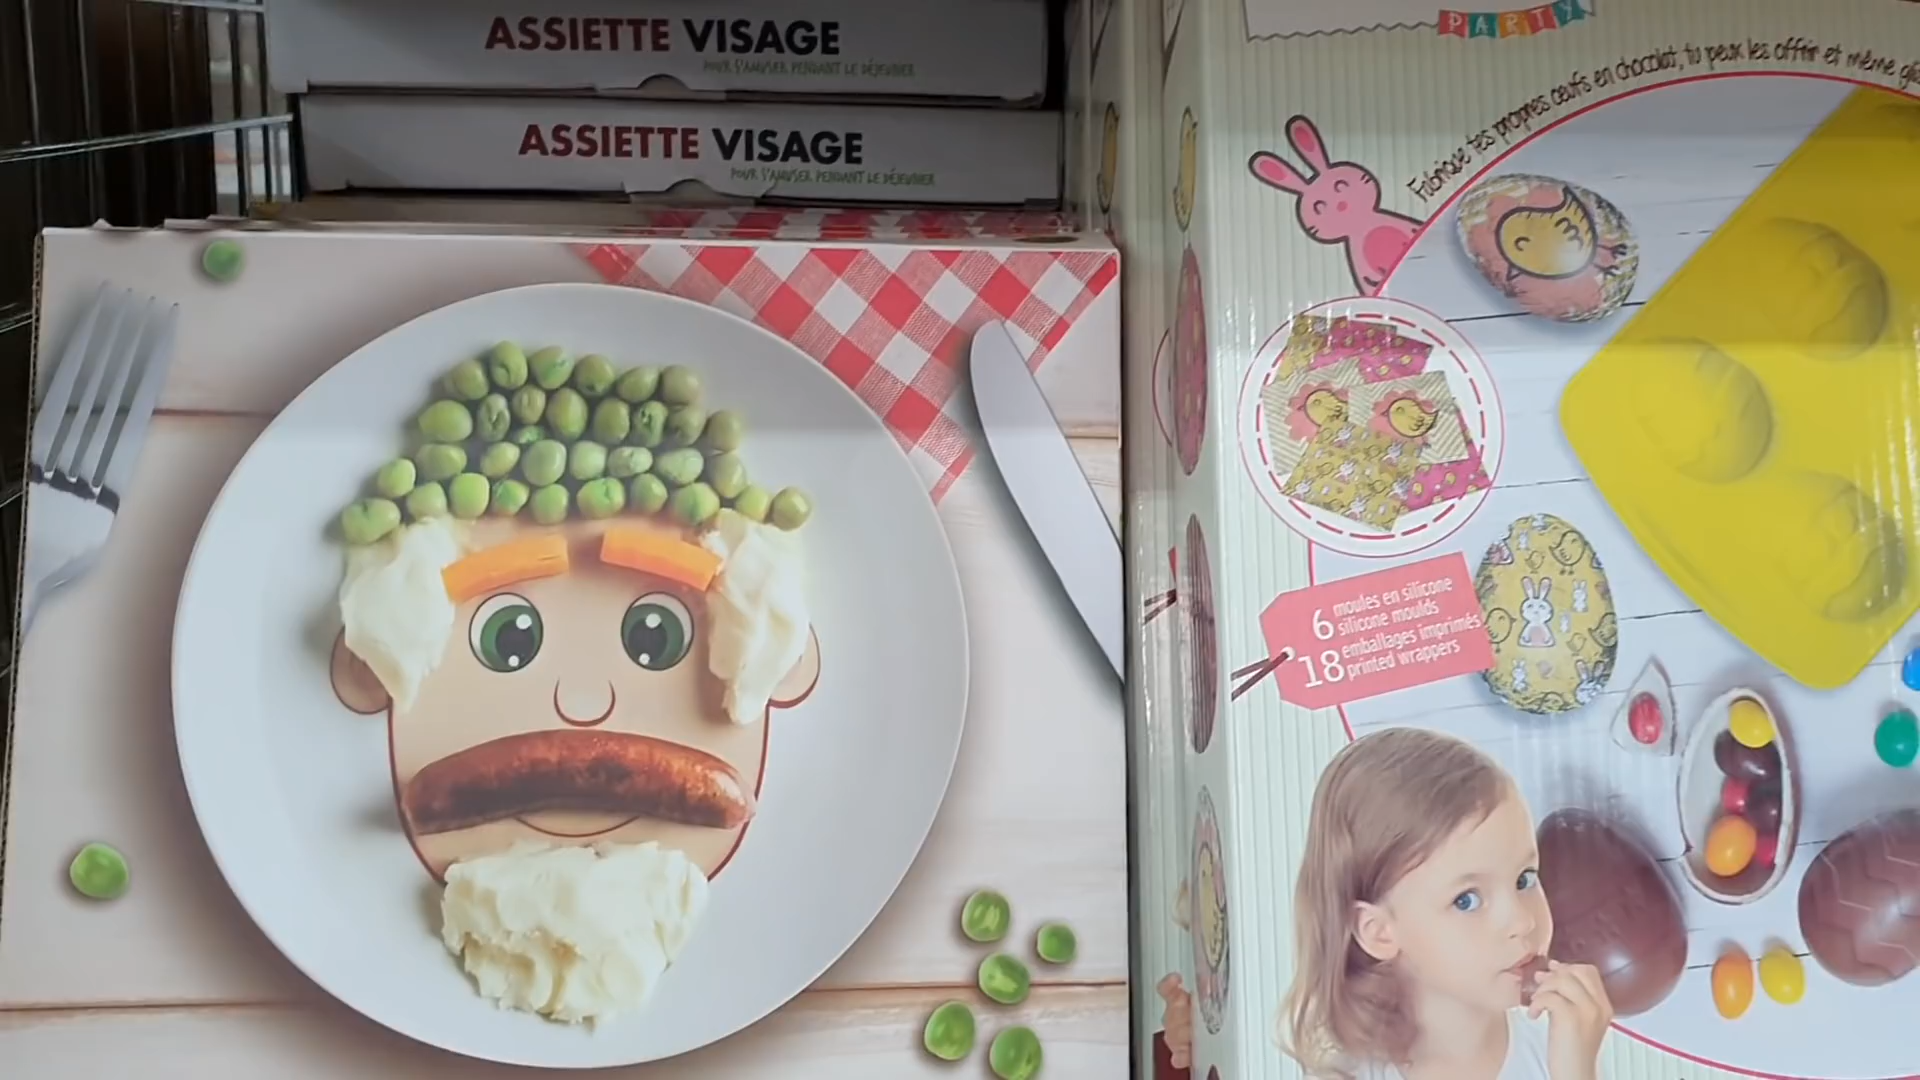 ASSIETTE VISAGE
POUR S'AMUSER PENDANT LE DÉJEUNER
ASSIETTE VISAGE
POUR S'AMUSER PENDANT LE DÉJEUNER
PARTY
Fabrique tes propres œufs en chocolat, tu peux les offrir et même
6 moules en silicone
silicone moulds
18 emballages imprimés
printed wrappers